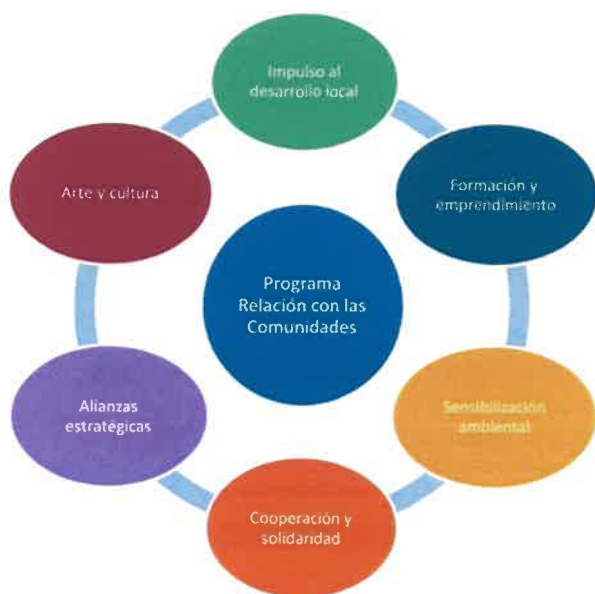 Impulso al
desarrollo local
Formación y
emprendimiento
Sensibilización
ambiental
Cooperación y
solidaridad
Alianzas
estratégicas
Arte y cultura
Programa
Relación con las
Comunidades